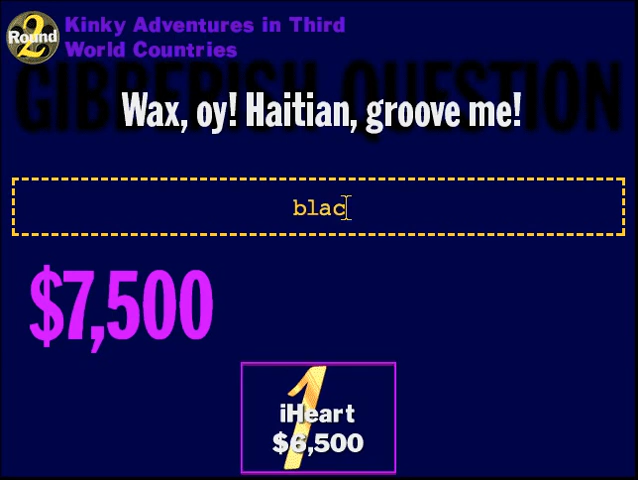 Round 2
Kinky Adventures in Third
World Countries
GIBBERISH QUESTION
Wax, oy! Haitian, groove me!
blac
$7,500
1
iHeart
$6,500